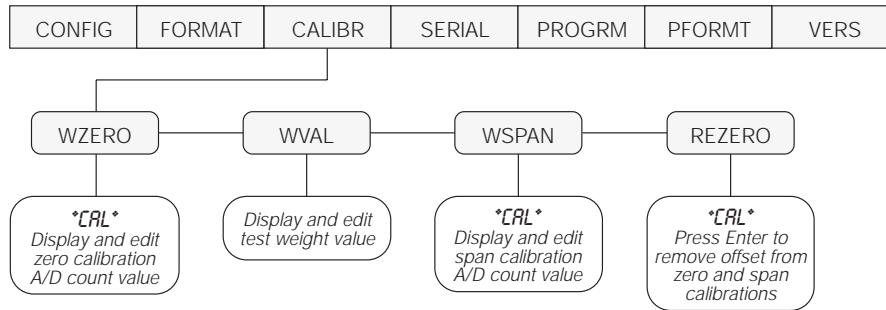 CONFIG FORMAT CALIBR SERIAL PROGRM PFORMT VERS
WZERO WVAL WSPAN REZERO
*CAL*
Display and edit
zero calibration
A/D count value
Display and edit
test weight value
*CAL*
Display and edit
span calibration
A/D count value
*CAL*
Press Enter to
remove offset from
zero and span
calibrations